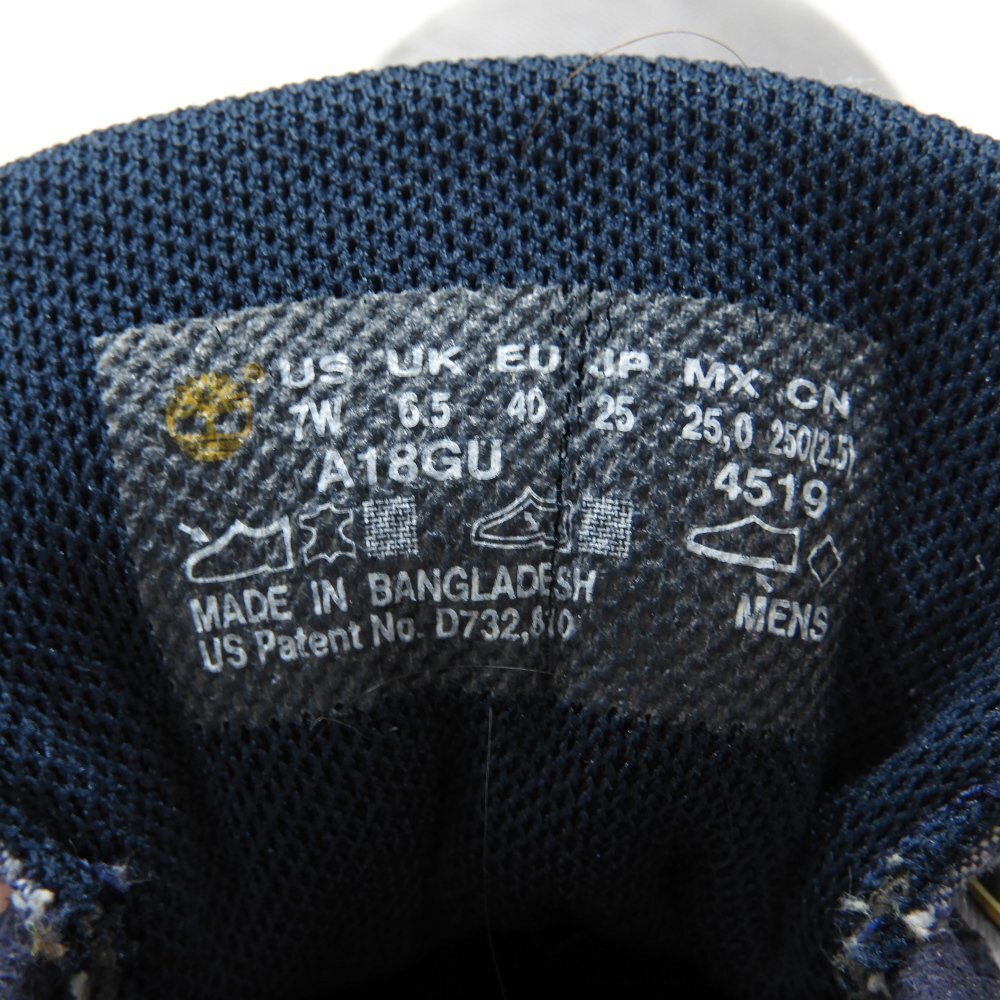 US UK EU JP MX CN
7W 6.5 40 25 25,0 250(2.5)
A18GU 4519
MADE IN BANGLADESH
US Patent No. D732,810
MENS